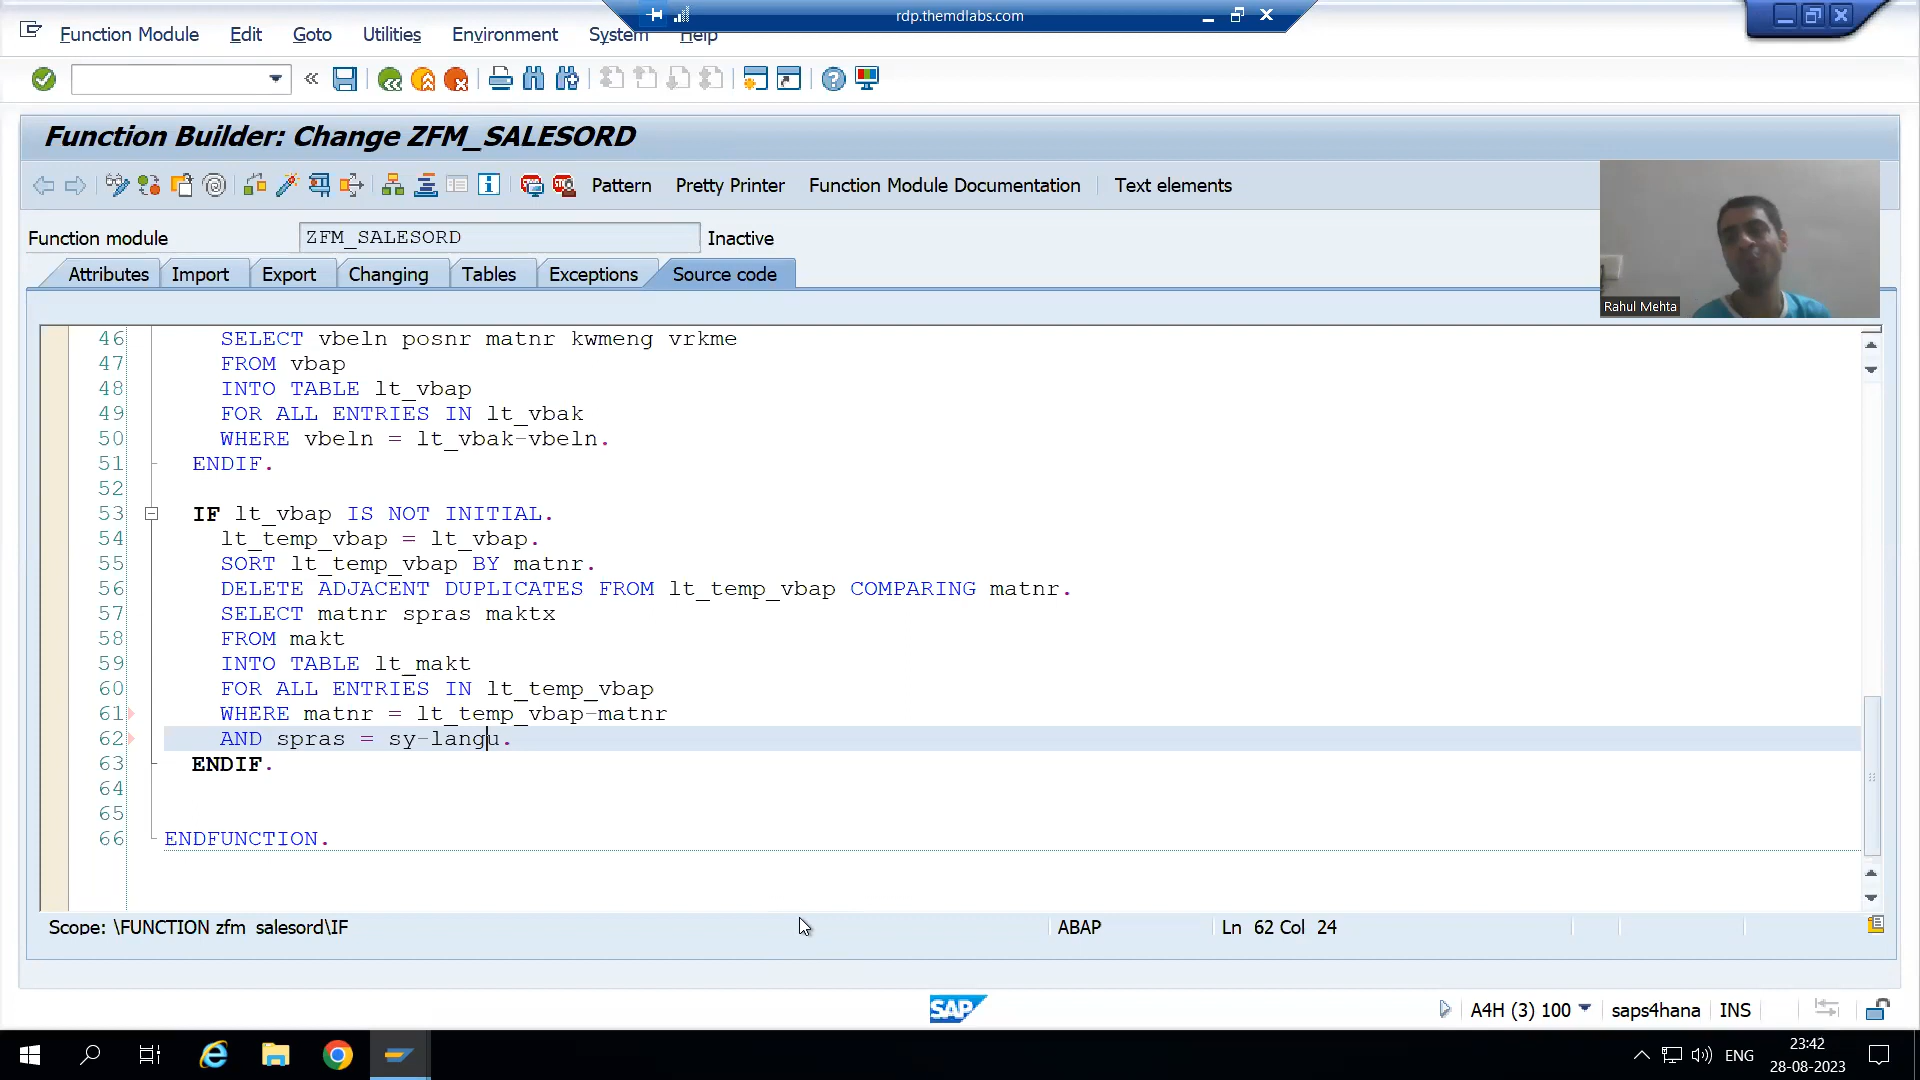 rdp.themdlabs.com
Function Module Edit Goto Utilities Environment System Help
Function Builder: Change ZFM_SALESORD
Pattern Pretty Printer Function Module Documentation Text elements
Function module ZFM_SALESORD Inactive
Attributes Import Export Changing Tables Exceptions Source code
Rahul Mehta
46 SELECT vbeln posnr matnr kwmeng vrkme
47 FROM vbap
48 INTO TABLE lt_vbap
49 FOR ALL ENTRIES IN lt_vbak
50 WHERE vbeln = lt_vbak-vbeln.
51 ENDIF.
52
53 IF lt_vbap IS NOT INITIAL.
54 lt_temp_vbap = lt_vbap.
55 SORT lt_temp_vbap BY matnr.
56 DELETE ADJACENT DUPLICATES FROM lt_temp_vbap COMPARING matnr.
57 SELECT matnr spras maktx
58 FROM makt
59 INTO TABLE lt_makt
60 FOR ALL ENTRIES IN lt_temp_vbap
61 WHERE matnr = lt_temp_vbap-matnr
62 AND spras = sy-langu.
63 ENDIF.
64
65
66 ENDFUNCTION.
Scope: \FUNCTION zfm_salesord\IF ABAP Ln 62 Col 24
SAP A4H (3) 100 saps4hana INS
ENG 23:42
28-08-2023